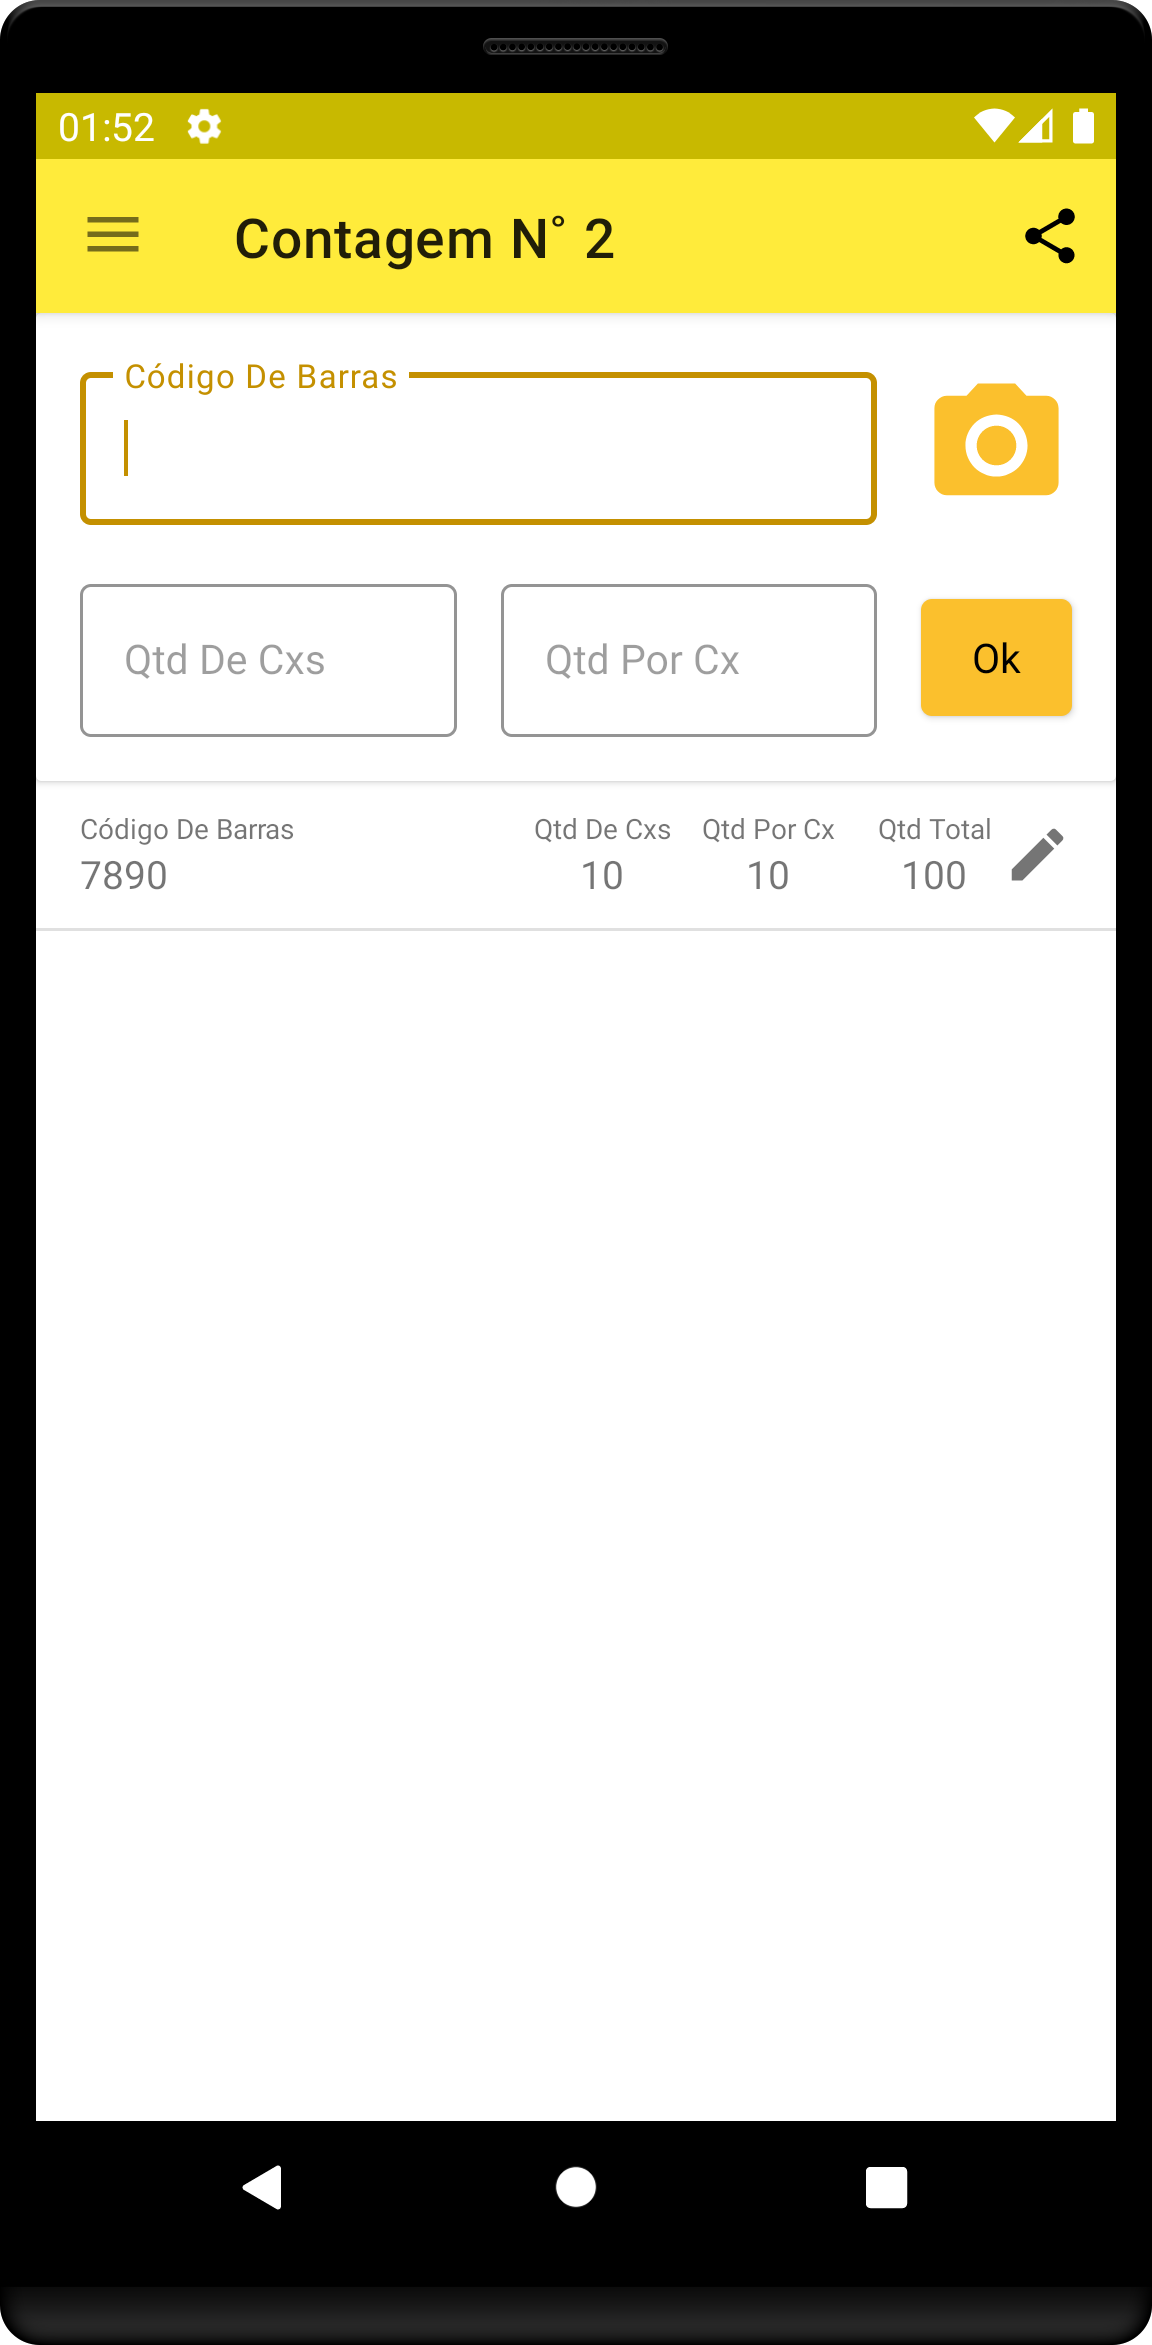 01:52
Contagem N° 2
Código De Barras
Qtd De Cxs Qtd Por Cx Ok
Código De Barras Qtd De Cxs Qtd Por Cx Qtd Total
7890 10 10 100